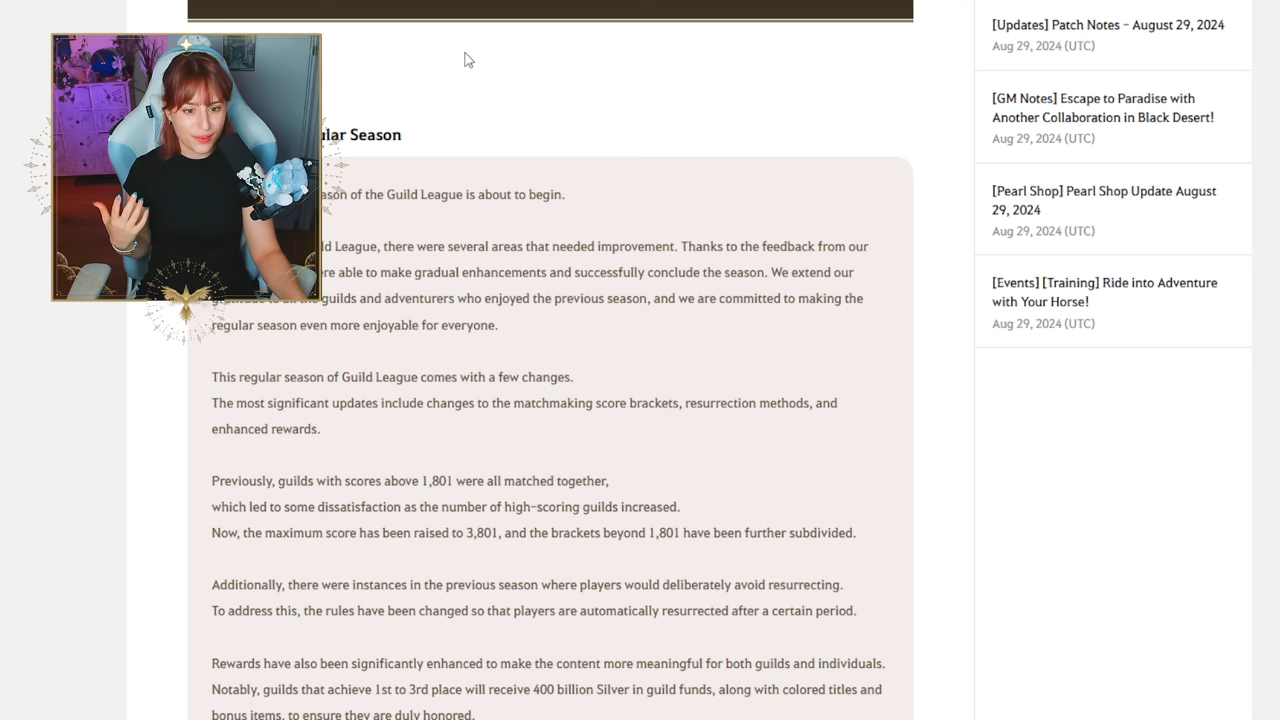 ular Season
ason of the Guild League is about to begin.
ld League, there were several areas that needed improvement. Thanks to the feedback from our
re able to make gradual enhancements and successfully conclude the season. We extend our
gratitude to all the guilds and adventurers who enjoyed the previous season, and we are committed to making the
regular season even more enjoyable for everyone.
This regular season of Guild League comes with a few changes.
The most significant updates include changes to the matchmaking score brackets, resurrection methods, and
enhanced rewards.
Previously, guilds with scores above 1,801 were all matched together,
which led to some dissatisfaction as the number of high-scoring guilds increased.
Now, the maximum score has been raised to 3,801, and the brackets beyond 1,801 have been further subdivided.
Additionally, there were instances in the previous season where players would deliberately avoid resurrecting.
To address this, the rules have been changed so that players are automatically resurrected after a certain period.
Rewards have also been significantly enhanced to make the content more meaningful for both guilds and individuals.
Notably, guilds that achieve 1st to 3rd place will receive 400 billion Silver in guild funds, along with colored titles and
bonus items, to ensure they are duly honored.
[Updates] Patch Notes - August 29, 2024
Aug 29, 2024 (UTC)
[GM Notes] Escape to Paradise with
Another Collaboration in Black Desert!
Aug 29, 2024 (UTC)
[Pearl Shop] Pearl Shop Update August
29, 2024
Aug 29, 2024 (UTC)
[Events] [Training] Ride into Adventure
with Your Horse!
Aug 29, 2024 (UTC)